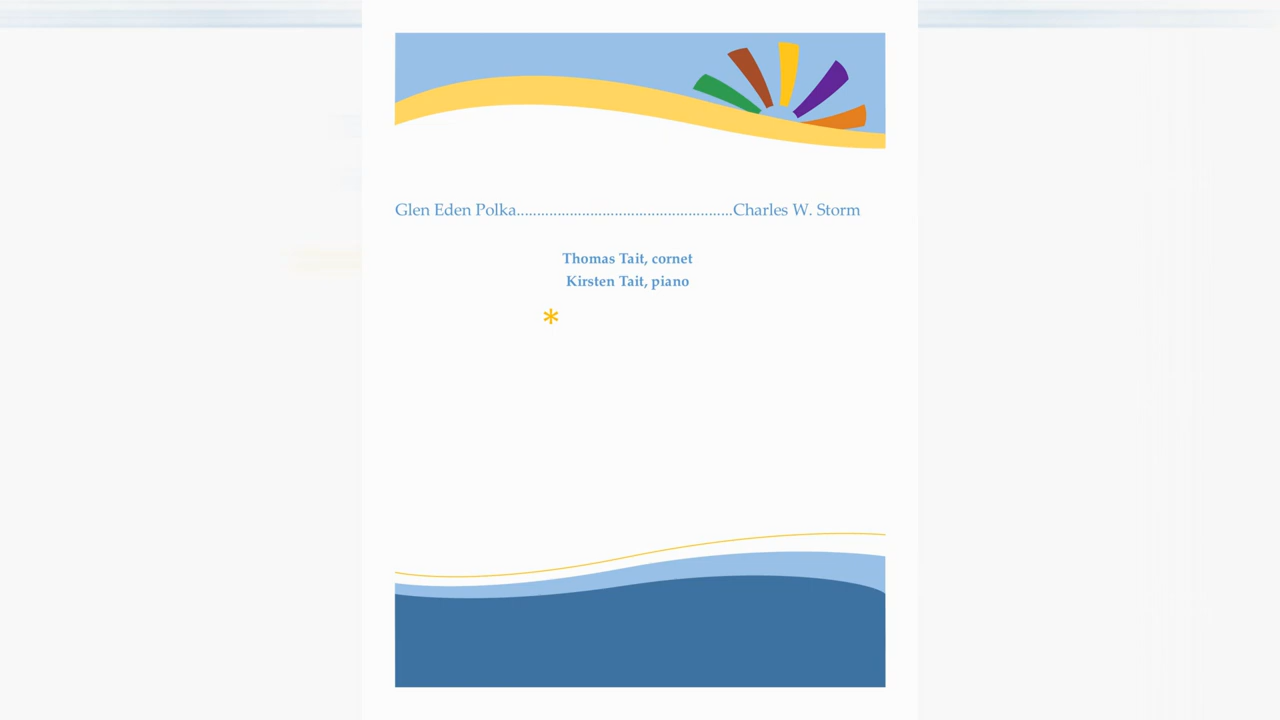 Glen Eden Polka.....................................................Charles W. Storm
Thomas Tait, cornet
Kirsten Tait, piano
*